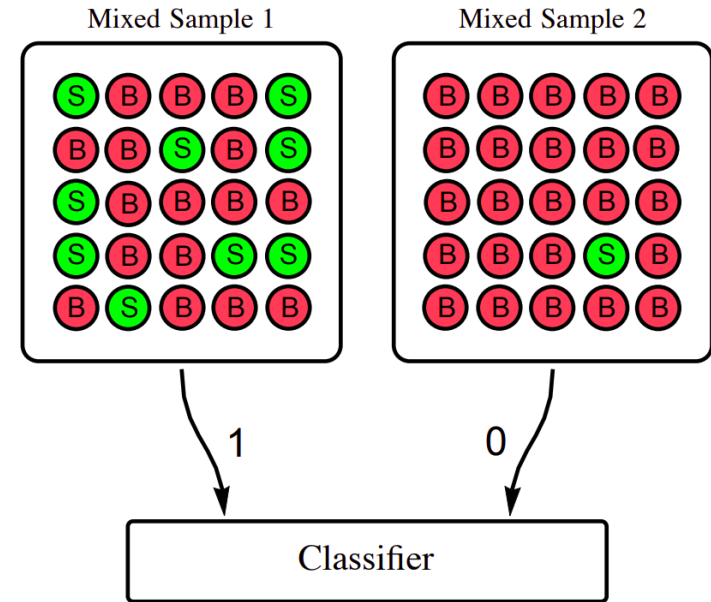 Mixed Sample 1
Mixed Sample 2
S B B B S
B B S B S
S B B B B
S B B S S
B S B B B
B B B B B
B B B B B
B B B B B
B B B S B
B B B B B
1
0
Classifier